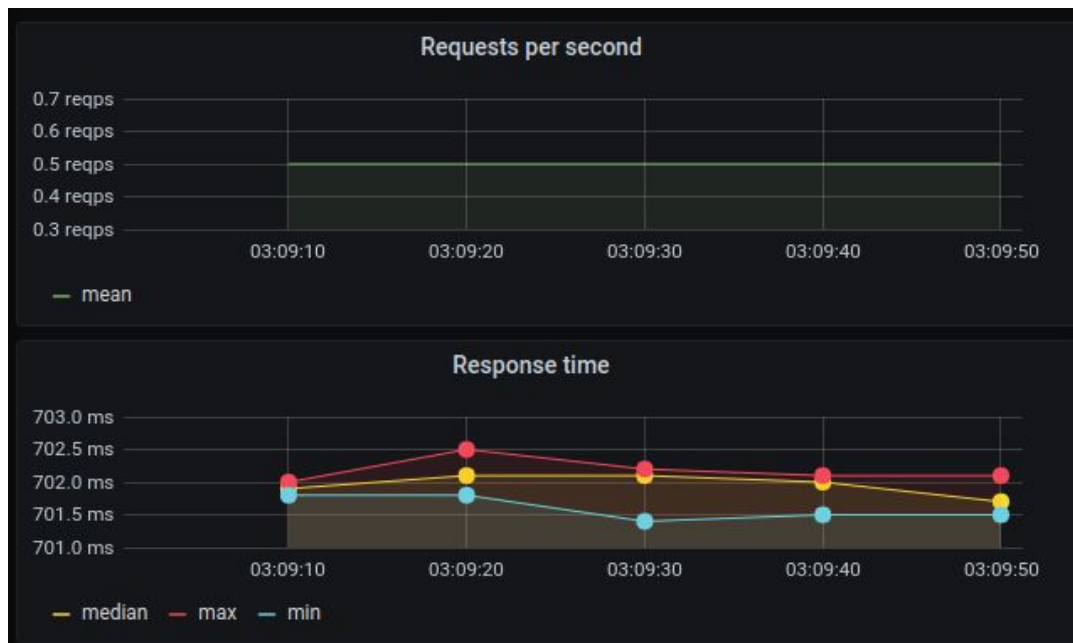 Requests per second
0.7 reqps
0.6 reqps
0.5 reqps
0.4 reqps
0.3 reqps
03:09:10 03:09:20 03:09:30 03:09:40 03:09:50
mean
Response time
703.0 ms
702.5 ms
702.0 ms
701.5 ms
701.0 ms
03:09:10 03:09:20 03:09:30 03:09:40 03:09:50
median max min